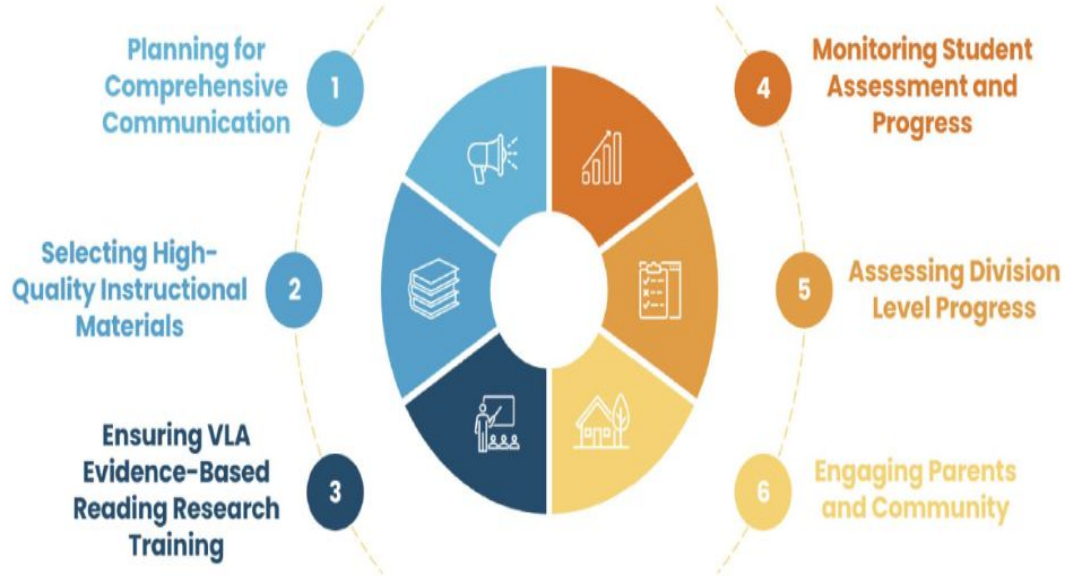 1
Planning for
Comprehensive
Communication
2
Selecting High-
Quality Instructional
Materials
3
Ensuring VLA
Evidence-Based
Reading Research
Training
4
Monitoring Student
Assessment and
Progress
5
Assessing Division
Level Progress
6
Engaging Parents
and Community